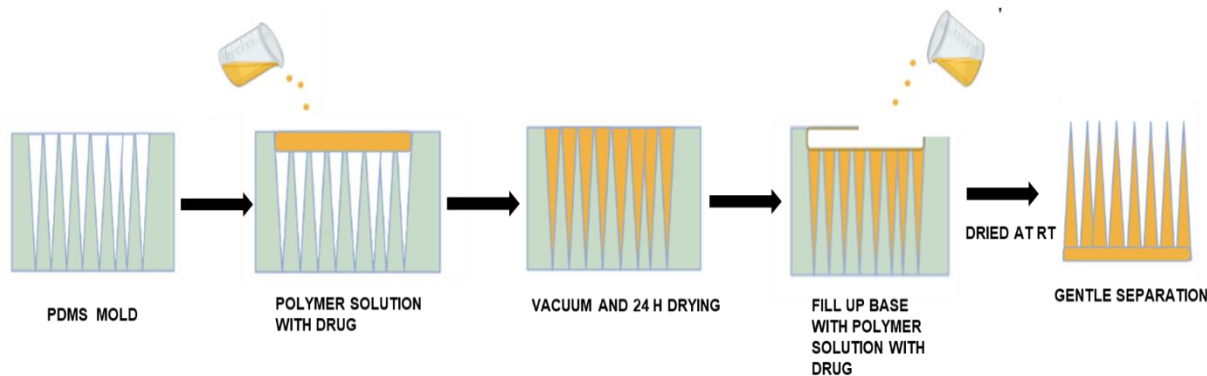 PDMS MOLD
POLYMER SOLUTION
WITH DRUG
VACUUM AND 24 H DRYING
FILL UP BASE
WITH POLYMER
SOLUTION WITH
DRUG
DRIED AT RT
GENTLE SEPARATION